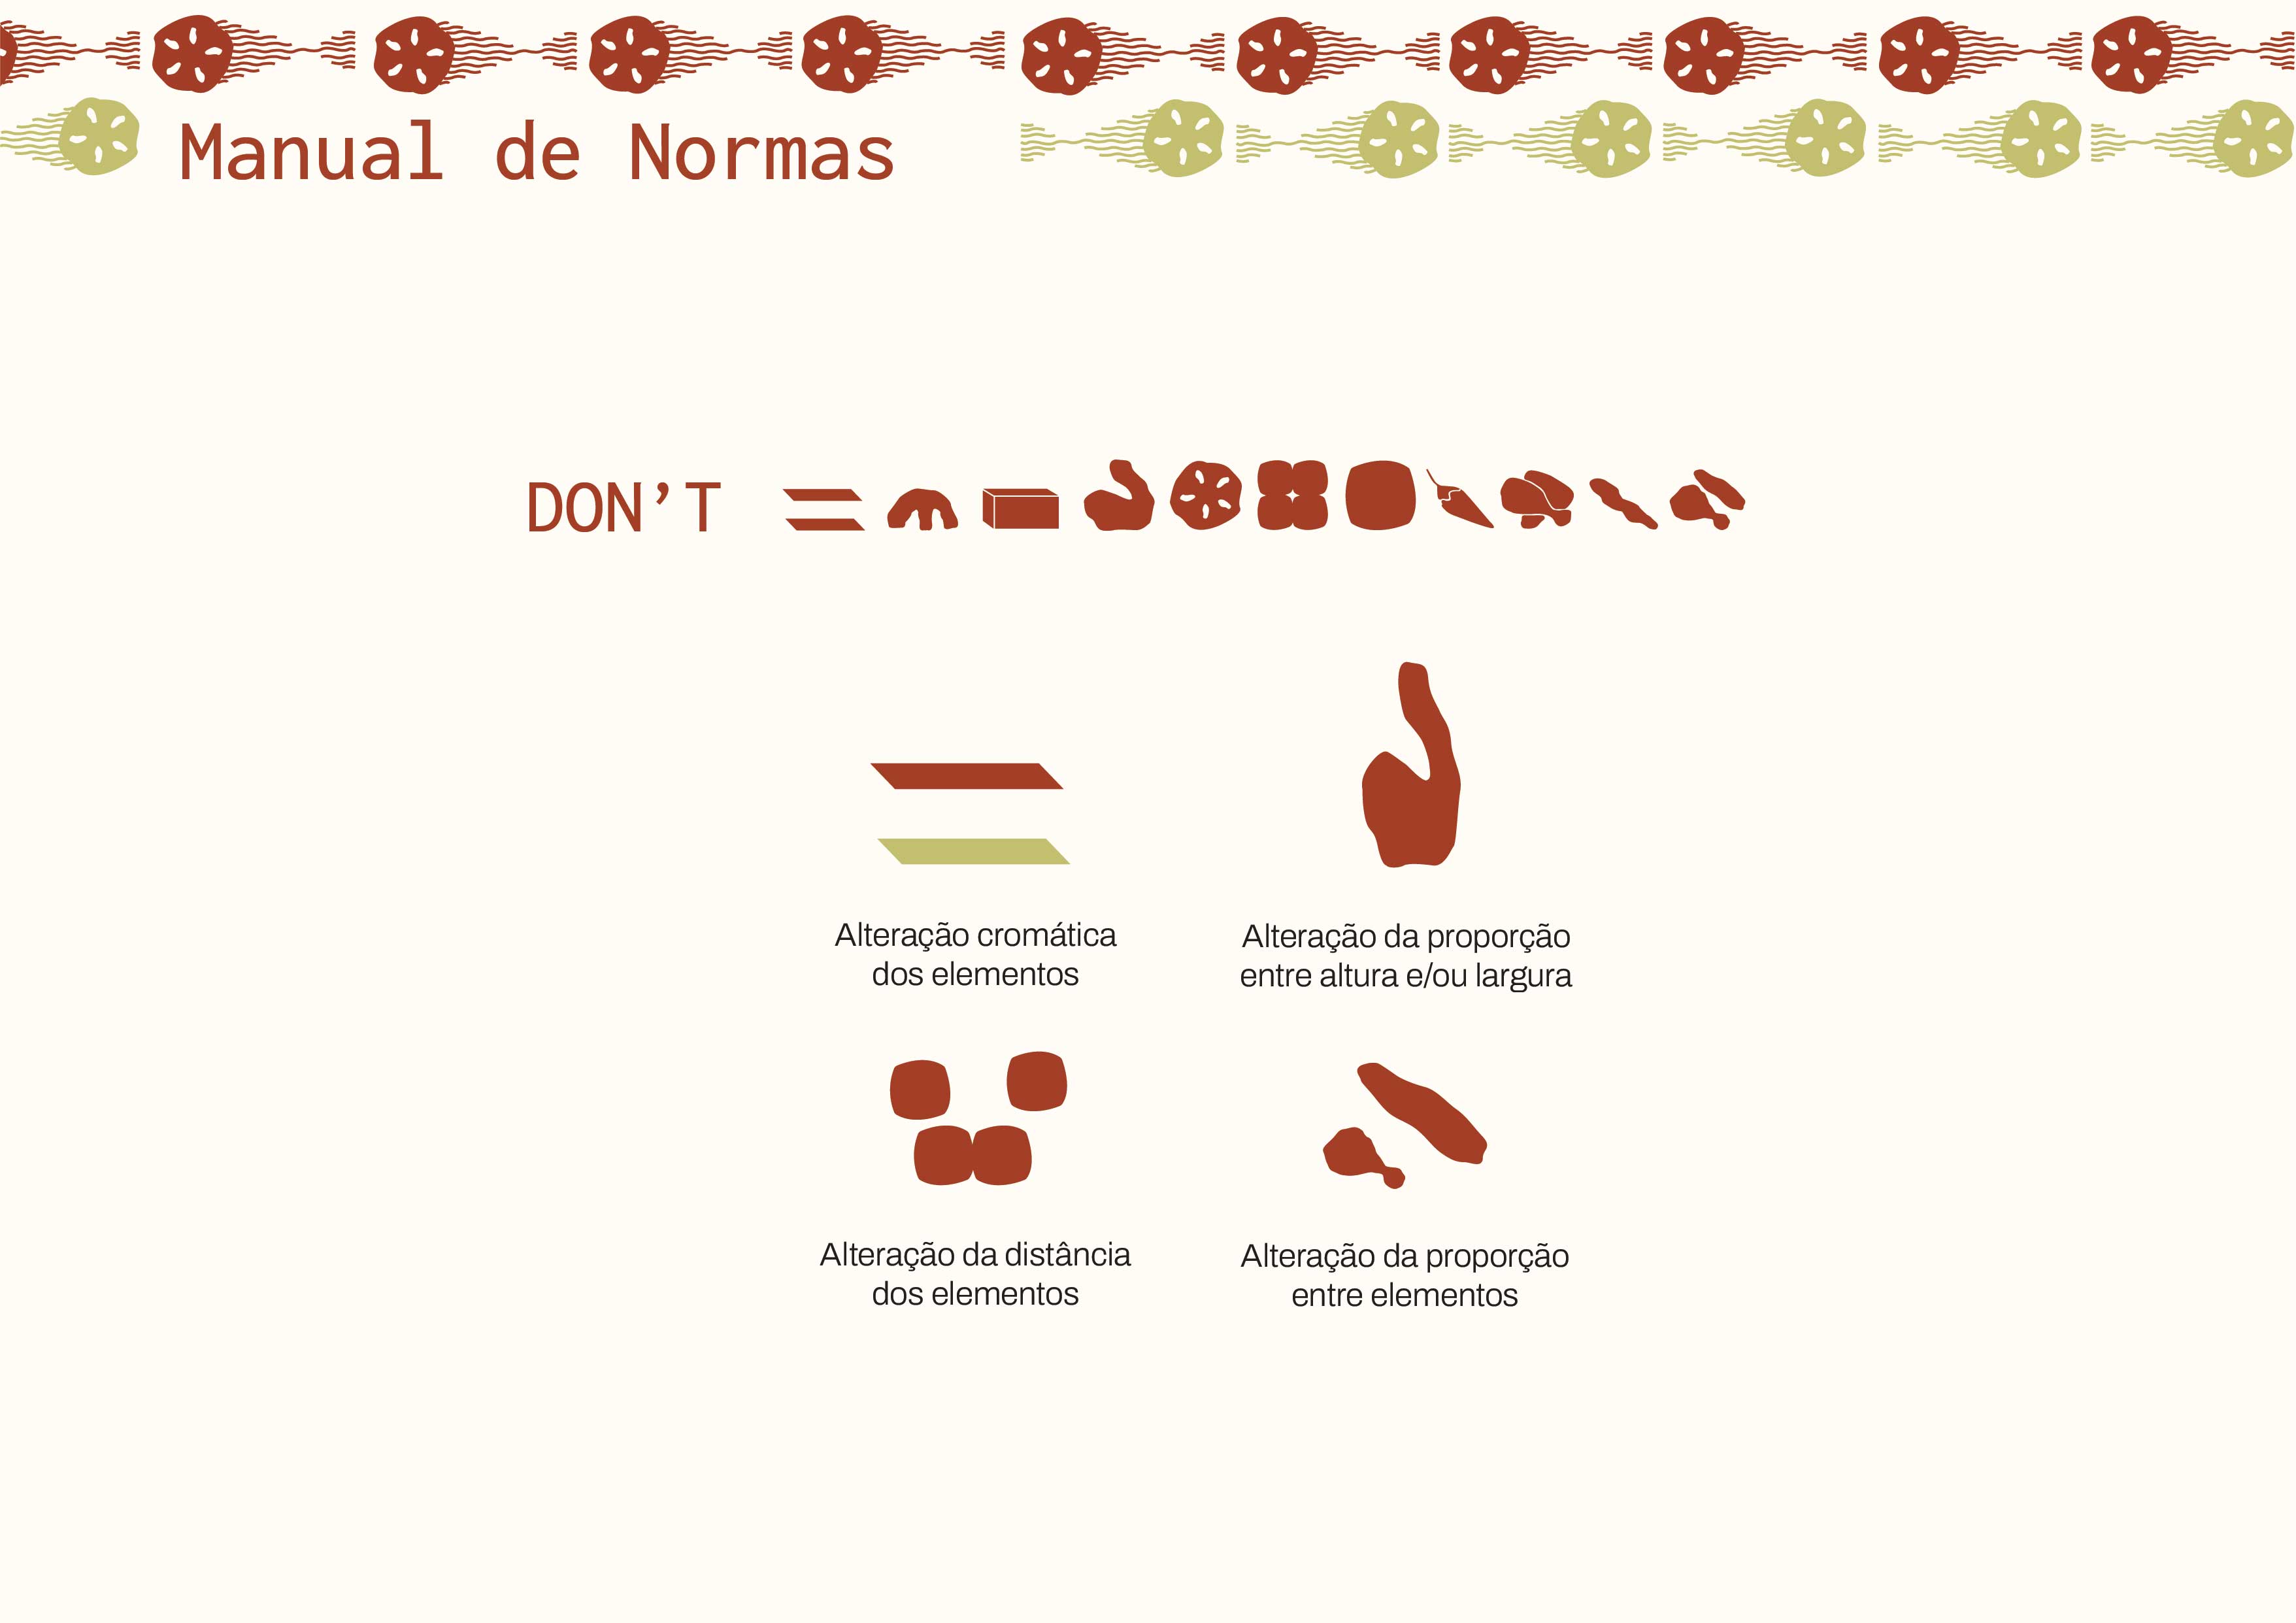 Manual de Normas
DON’T
Alteração cromática
dos elementos
Alteração da proporção
entre altura e/ou largura
Alteração da distância
dos elementos
Alteração da proporção
entre elementos